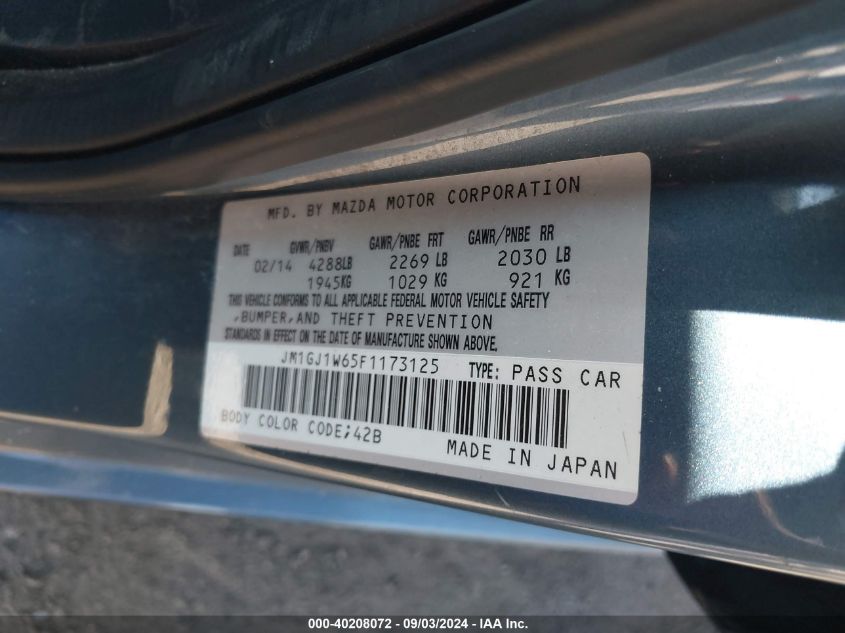 MFD. BY MAZDA MOTOR CORPORATION
DATE GVWR/PNBV GAWR/PNBE FRT GAWR/PNBE RR
02/14 4288LB 2269 LB 2030 LB
1945KG 1029 KG 921 KG
THIS VEHICLE CONFORMS TO ALL APPLICABLE FEDERAL MOTOR VEHICLE SAFETY
,BUMPER,AND THEFT PREVENTION
STANDARDS IN EFFECT ON THE DATE OF MANUFACTURE SHOWN ABOVE.
JM1GJ1W65F1173125 TYPE: PASS CAR
BODY COLOR CODE;42B
MADE IN JAPAN
000-40208072 - 09/03/2024 - IAA Inc.